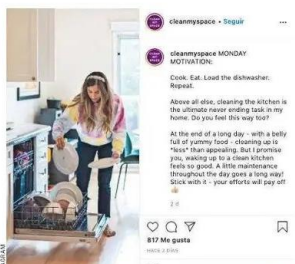 cleanmyspace • Seguir
cleanmyspace MONDAY
MOTIVATION:
Cook. Eat. Load the dishwasher.
Repeat.
Above all else, cleaning the kitchen is
the ultimate never ending task in my
home. Do you feel this way too?
At the end of a long day - with a belly
full of yummy food - cleaning up is
*less* than appealing. But I promise
you, waking up to a clean kitchen
feels so good. A little maintenance
throughout the day goes a long way!
Stick with it - your efforts will pay off
817 Me gusta